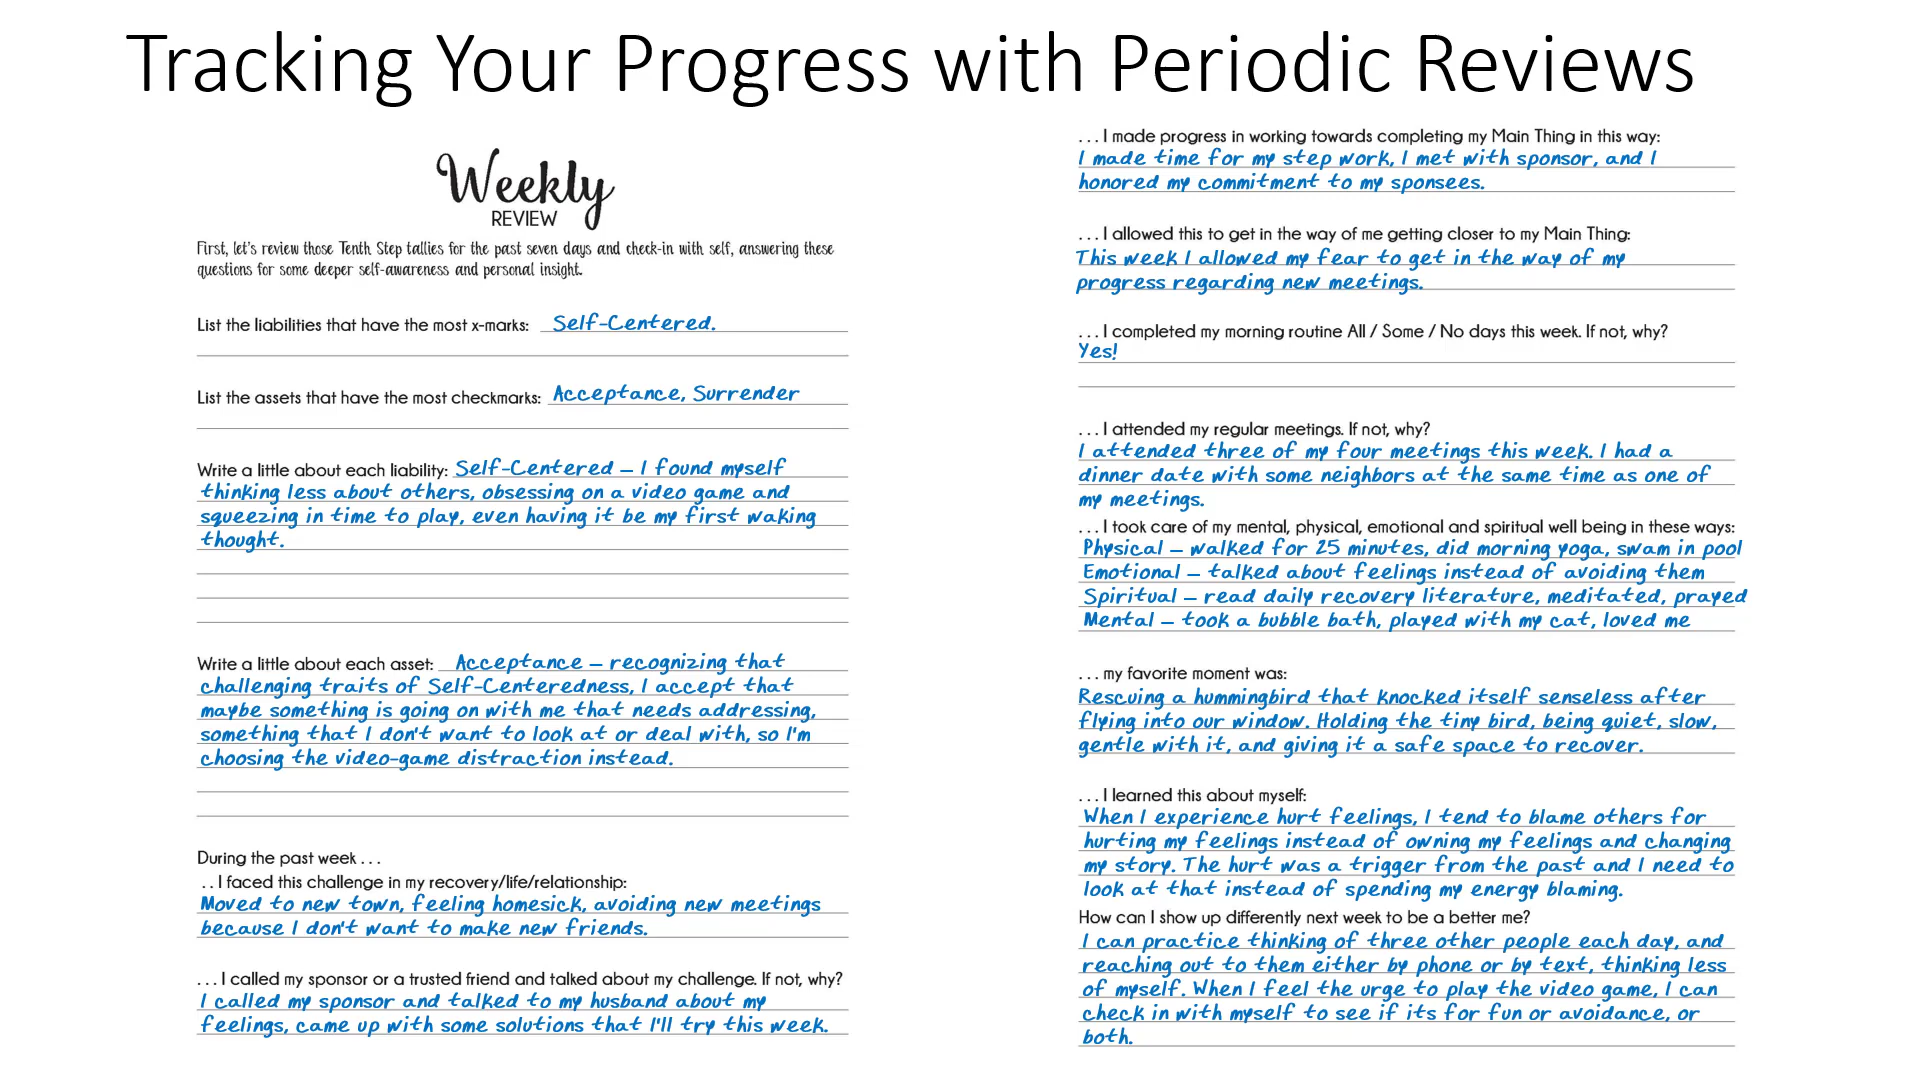 Tracking Your Progress with Periodic Reviews
Weekly
REVIEW
First, let's review those Tenth Step tallies for the past seven days and check-in with self, answering these
questions for some deeper self-awareness and personal insight.
List the liabilities that have the most x-marks: Self-Centered.
List the assets that have the most checkmarks: Acceptance, Surrender
Write a little about each liability: Self-Centered – I found myself
thinking less about others, obsessing on a video game and
squeezing in time to play, even having it be my first waking
thought.
Write a little about each asset: Acceptance – recognizing that
challenging traits of Self-Centeredness, I accept that
maybe something is going on with me that needs addressing,
something that I don't want to look at or deal with, so I'm
choosing the video-game distraction instead.
During the past week . . .
. . I faced this challenge in my recovery/life/relationship:
Moved to new town, feeling homesick, avoiding new meetings
because I don't want to make new friends.
. . . I called my sponsor or a trusted friend and talked about my challenge. If not, why?
I called my sponsor and talked to my husband about my
feelings, came up with some solutions that I'll try this week.
. . . I made progress in working towards completing my Main Thing in this way:
I made time for my step work, I met with sponsor, and I
honored my commitment to my sponsees.
. . . I allowed this to get in the way of me getting closer to my Main Thing:
This week I allowed my fear to get in the way of my
progress regarding new meetings.
. . . I completed my morning routine All / Some / No days this week. If not, why?
Yes!
. . . I attended my regular meetings. If not, why?
I attended three of my four meetings this week. I had a
dinner date with some neighbors at the same time as one of
my meetings.
. . . I took care of my mental, physical, emotional and spiritual well being in these ways:
Physical – walked for 25 minutes, did morning yoga, swam in pool
Emotional – talked about feelings instead of avoiding them
Spiritual – read daily recovery literature, meditated, prayed
Mental – took a bubble bath, played with my cat, loved me
. . . my favorite moment was:
Rescuing a hummingbird that knocked itself senseless after
flying into our window. Holding the tiny bird, being quiet, slow,
gentle with it, and giving it a safe space to recover.
. . . I learned this about myself:
When I experience hurt feelings, I tend to blame others for
hurting my feelings instead of owning my feelings and changing
my story. The hurt was a trigger from the past and I need to
look at that instead of spending my energy blaming.
How can I show up differently next week to be a better me?
I can practice thinking of three other people each day, and
reaching out to them either by phone or by text, thinking less
of myself. When I feel the urge to play the video game, I can
check in with myself to see if its for fun or avoidance, or
both.